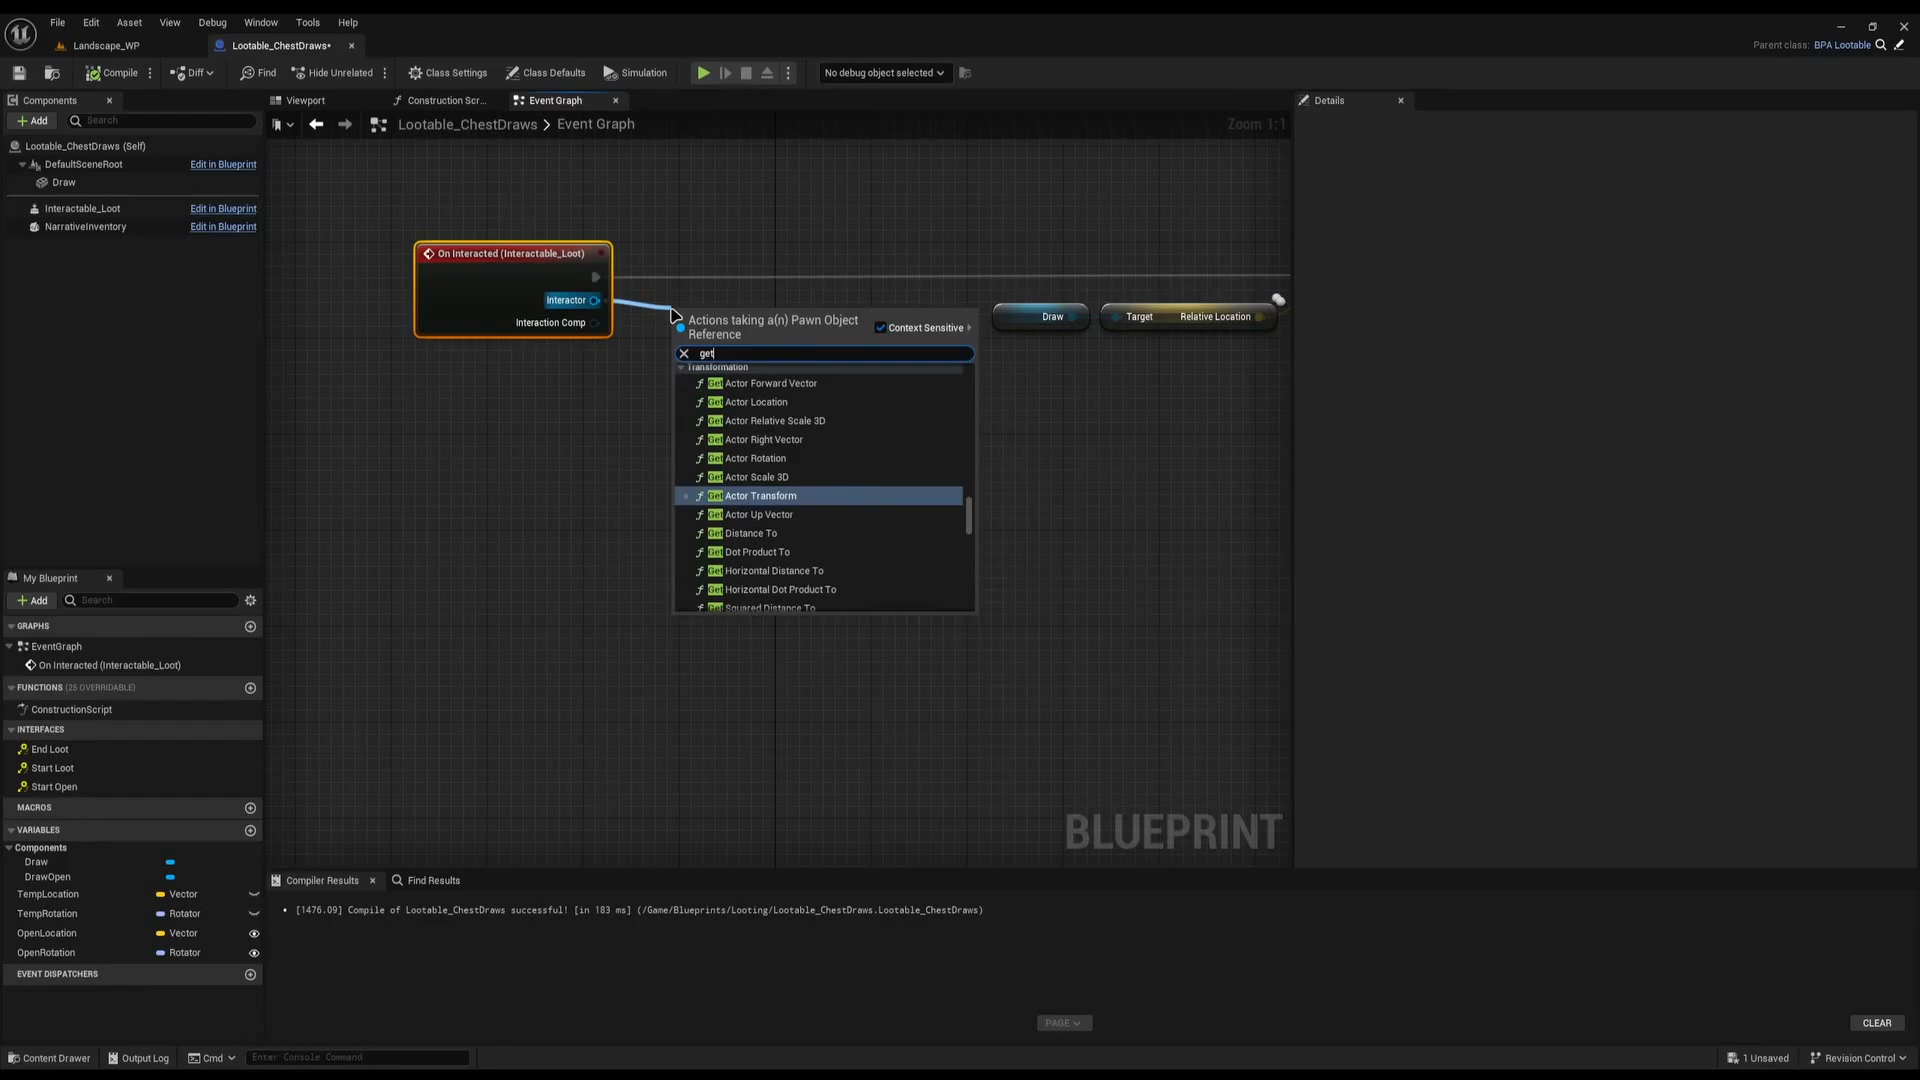 File Edit Asset View Debug Window Tools Help
Landscape_WP
Lootable_ChestDraws•
Parent class: BPA Lootable
Compile
Diff
Find
Hide Unrelated
Class Settings
Class Defaults
Simulation
No debug object selected
Components
Viewport
Construction Scr...
Event Graph
Details
+ Add
Search
Lootable_ChestDraws > Event Graph
Zoom 1:1
Lootable_ChestDraws (Self)
DefaultSceneRoot Edit in Blueprint
Draw
Interactable_Loot Edit in Blueprint
NarrativeInventory Edit in Blueprint
On Interacted (Interactable_Loot)
Interactor
Interaction Comp
Actions taking a(n) Pawn Object
Reference
Context Sensitive
get
Transformation
Get Actor Forward Vector
Get Actor Location
Get Actor Relative Scale 3D
Get Actor Right Vector
Get Actor Rotation
Get Actor Scale 3D
Get Actor Transform
Get Actor Up Vector
Get Distance To
Get Dot Product To
Get Horizontal Distance To
Get Horizontal Dot Product To
Get Squared Distance To
Draw
Target Relative Location
BLUEPRINT
My Blueprint
+ Add
Search
GRAPHS
EventGraph
On Interacted (Interactable_Loot)
FUNCTIONS (25 OVERRIDABLE)
ConstructionScript
INTERFACES
End Loot
Start Loot
Start Open
MACROS
VARIABLES
Components
Draw
DrawOpen
TempLocation Vector
TempRotation Rotator
OpenLocation Vector
OpenRotation Rotator
EVENT DISPATCHERS
Compiler Results
Find Results
• [1476.09] Compile of Lootable_ChestDraws successful! [in 183 ms] (/Game/Blueprints/Looting/Lootable_ChestDraws.Lootable_ChestDraws)
PAGE
CLEAR
Content Drawer
Output Log
Cmd
Enter Console Command
1 Unsaved
Revision Control